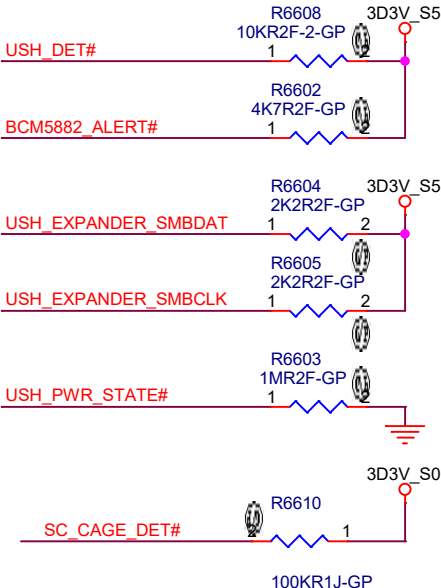 R6608 3D3V_S5
10KR2F-2-GP
USH_DET# 1 2
R6602
4K7R2F-GP
BCM5882_ALERT# 1 2
R6604 3D3V_S5
2K2R2F-GP
USH_EXPANDER_SMBDAT 1 2
R6605
2K2R2F-GP
USH_EXPANDER_SMBCLK 1 2
R6603
1MR2F-GP
USH_PWR_STATE# 1 2
3D3V_S0
R6610
SC_CAGE_DET# 2 1
100KR1J-GP